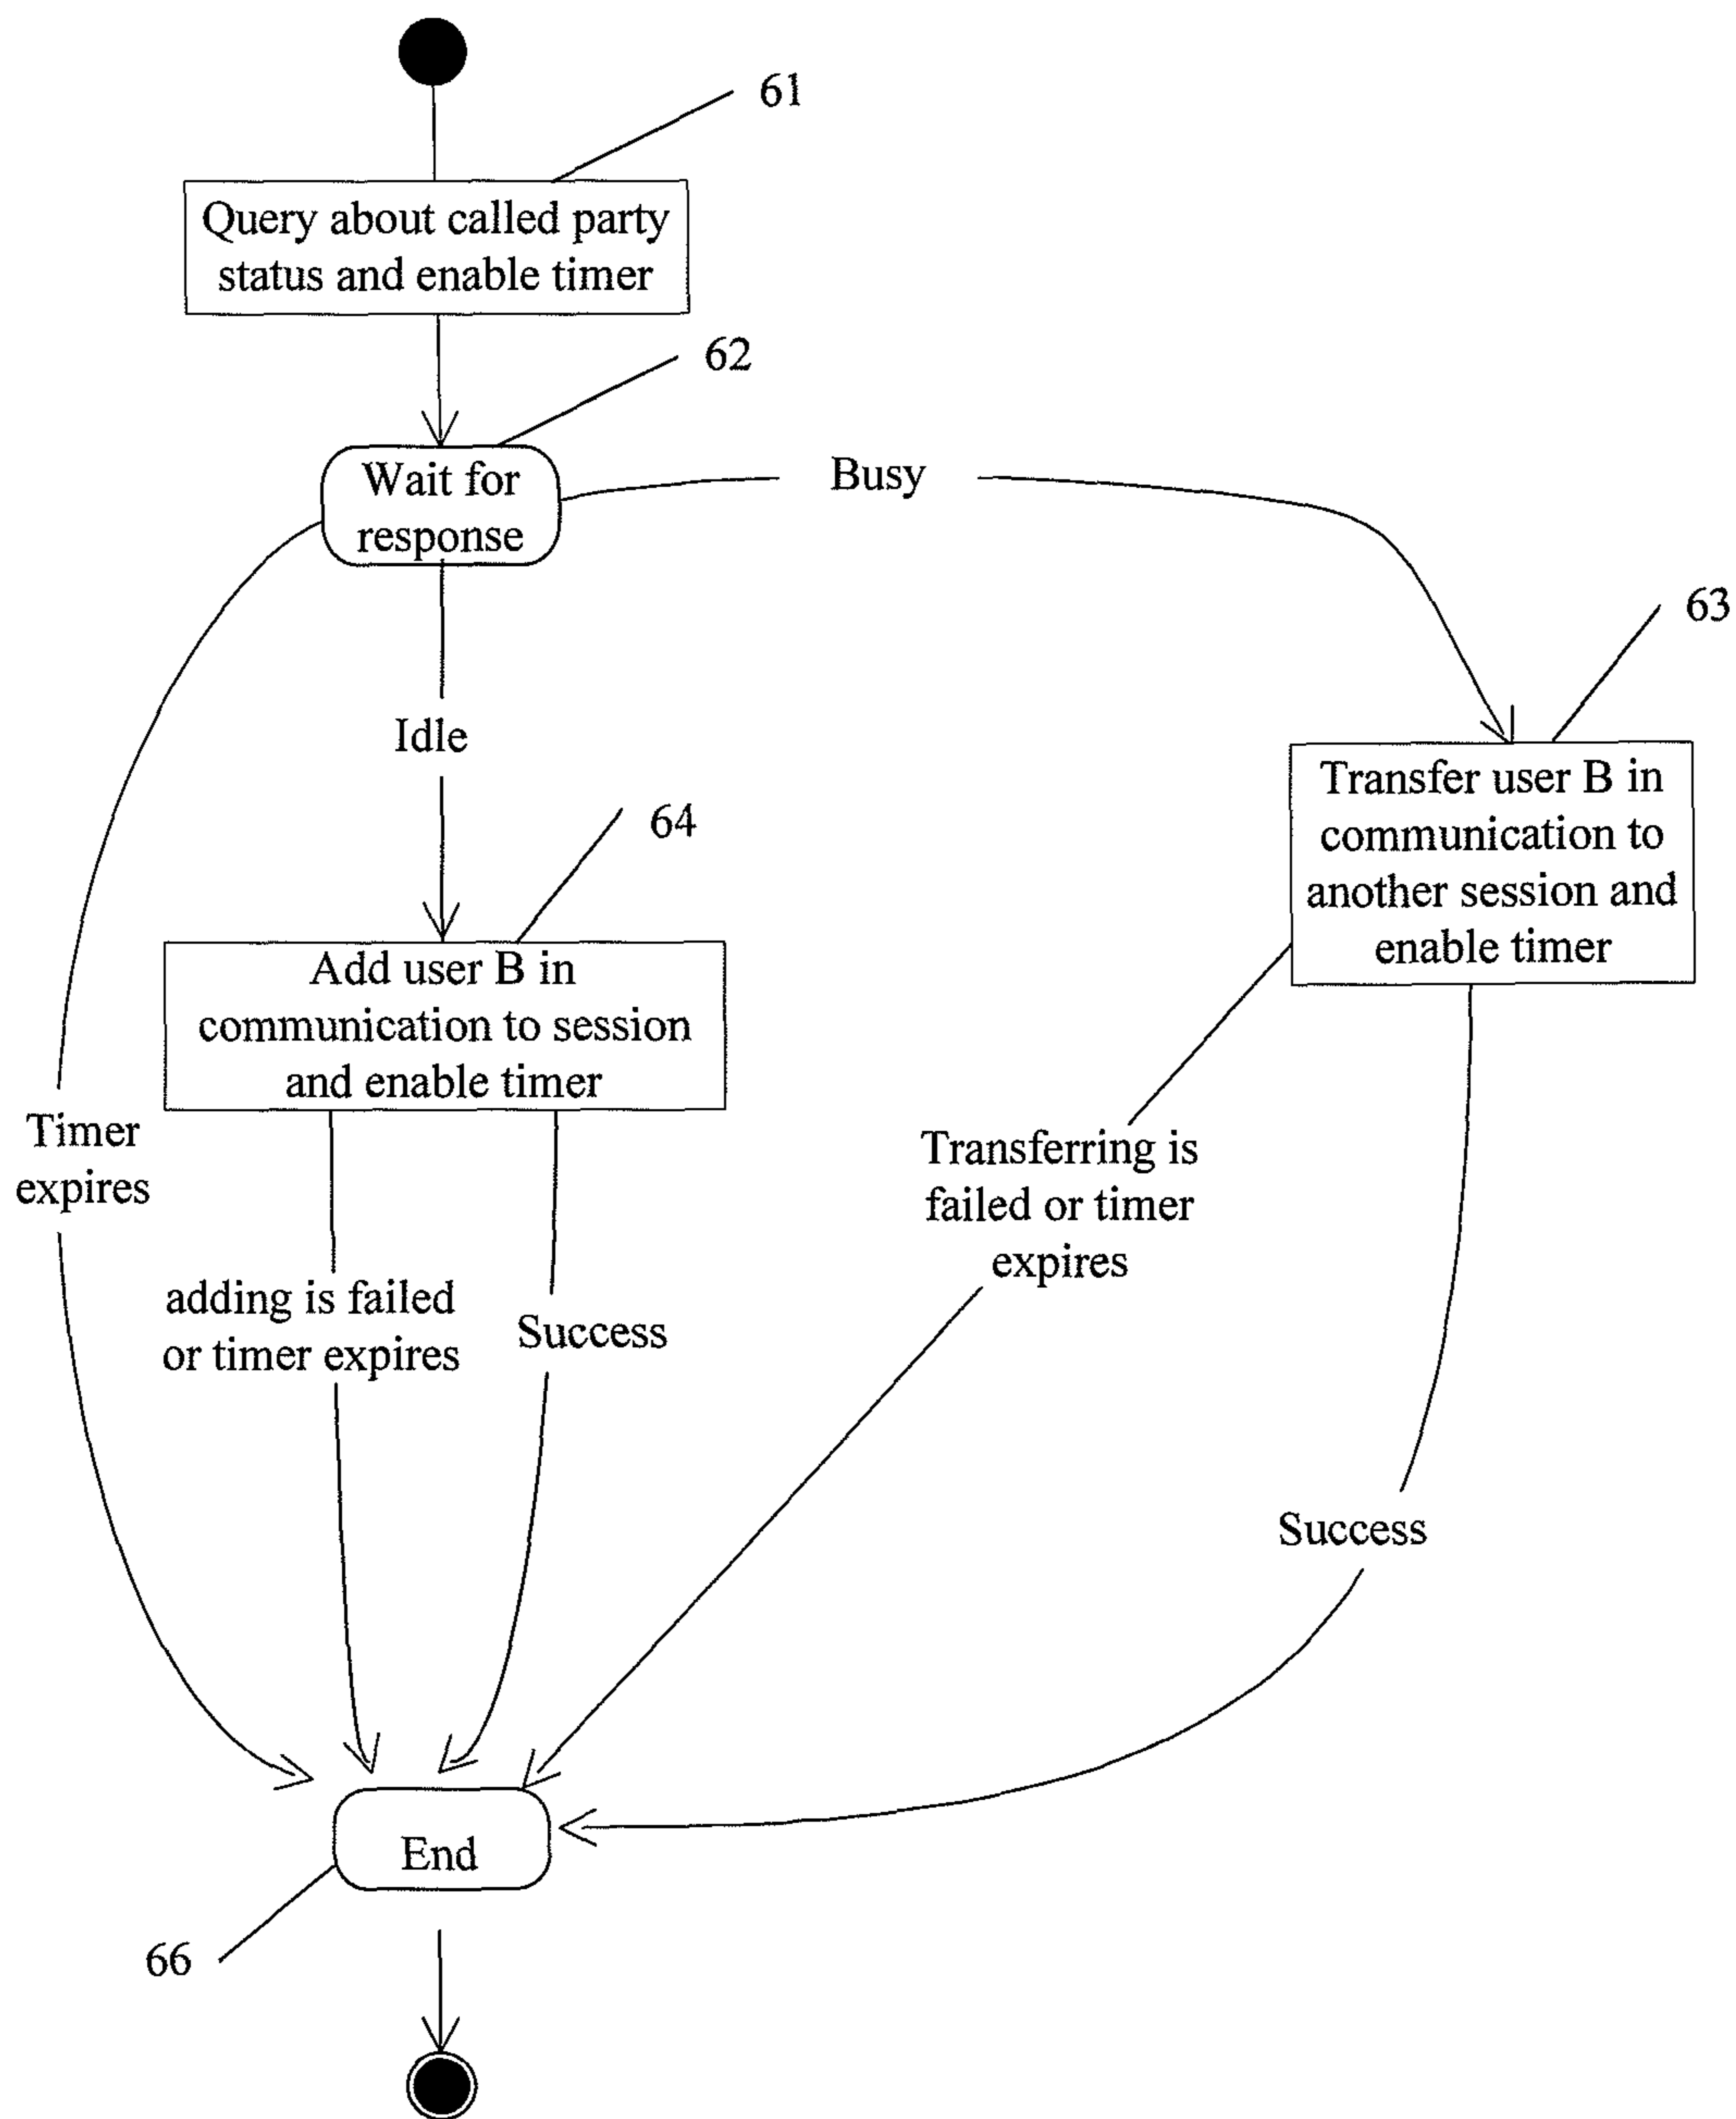 61
Query about called party
status and enable timer
62
Wait for
response
Busy
63
Idle
Transfer user B in
communication to
another session and
enable timer
64
Add user B in
communication to session
and enable timer
Timer
expires
Transferring is
failed or timer
expires
adding is failed
or timer expires
Success
Success
End
66